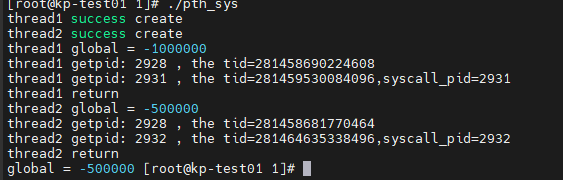 [root@kp-test01 1]# ./pth_sys
thread1 success create
thread2 success create
thread1 global = -1000000
thread1 getpid: 2928 , the tid=281458690224608
thread1 getpid: 2931 , the tid=281459530084096,syscall_pid=2931
thread1 return
thread2 global = -500000
thread2 getpid: 2928 , the tid=281458681770464
thread2 getpid: 2932 , the tid=281464635338496,syscall_pid=2932
thread2 return
global = -500000 [root@kp-test01 1]#